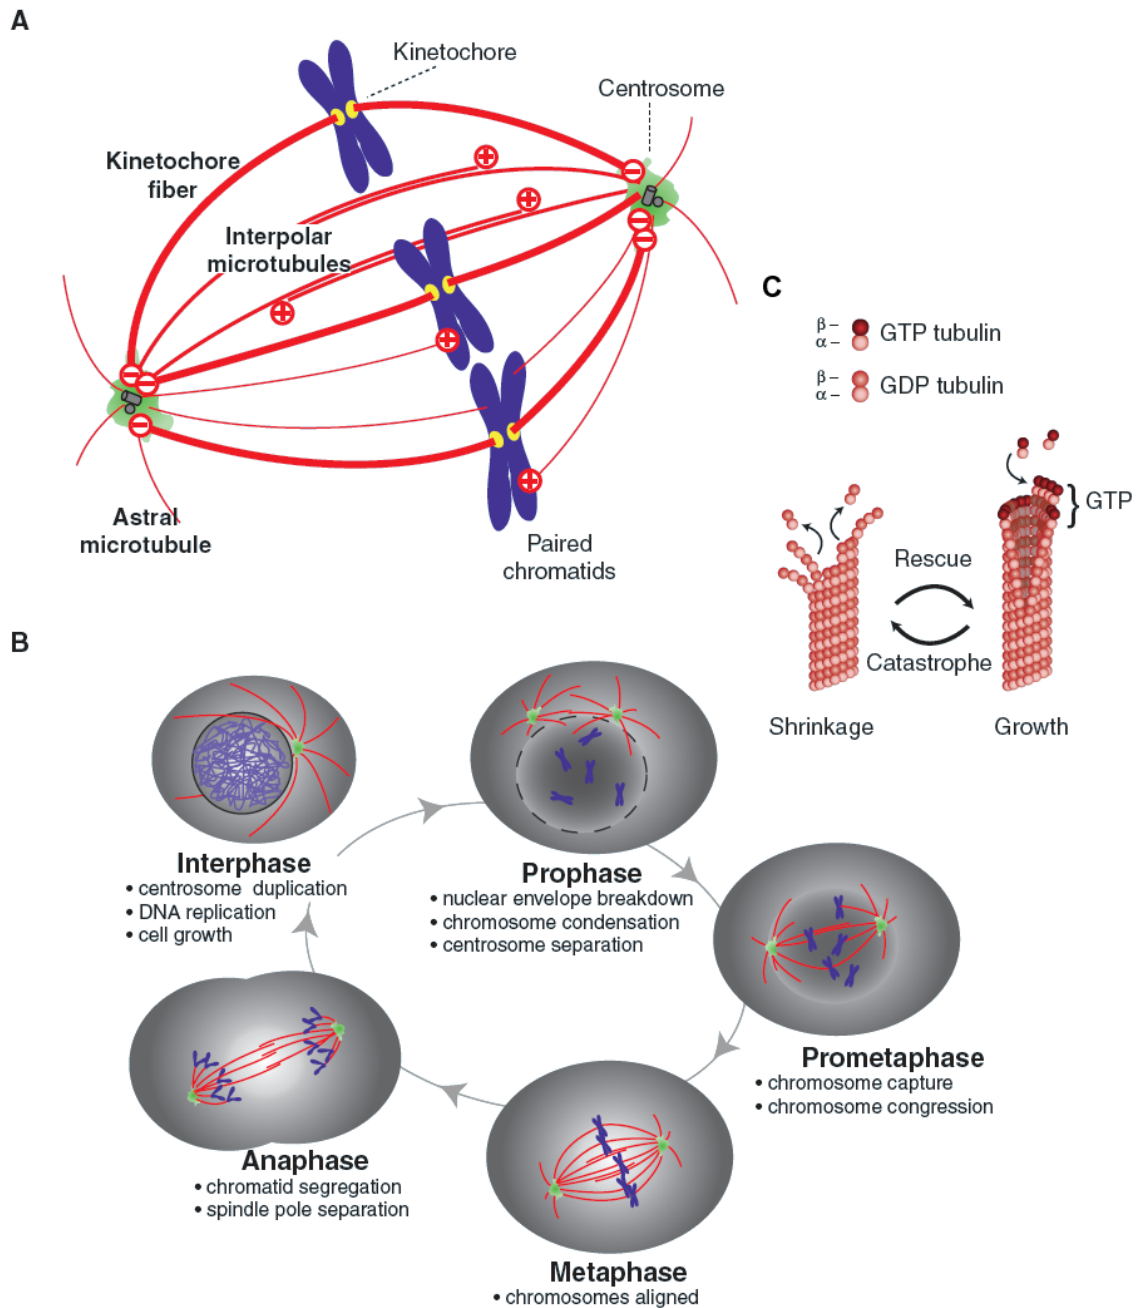 A
Kinetochore
Centrosome
Kinetochore
fiber
Interpolar
microtubules
Astral
microtubule
Paired
chromatids
C
β –
α –
GTP tubulin
β –
α –
GDP tubulin
GTP
Rescue
Catastrophe
Shrinkage
Growth
B
Interphase
• centrosome duplication
• DNA replication
• cell growth
Prophase
• nuclear envelope breakdown
• chromosome condensation
• centrosome separation
Prometaphase
• chromosome capture
• chromosome congression
Anaphase
• chromatid segregation
• spindle pole separation
Metaphase
• chromosomes aligned